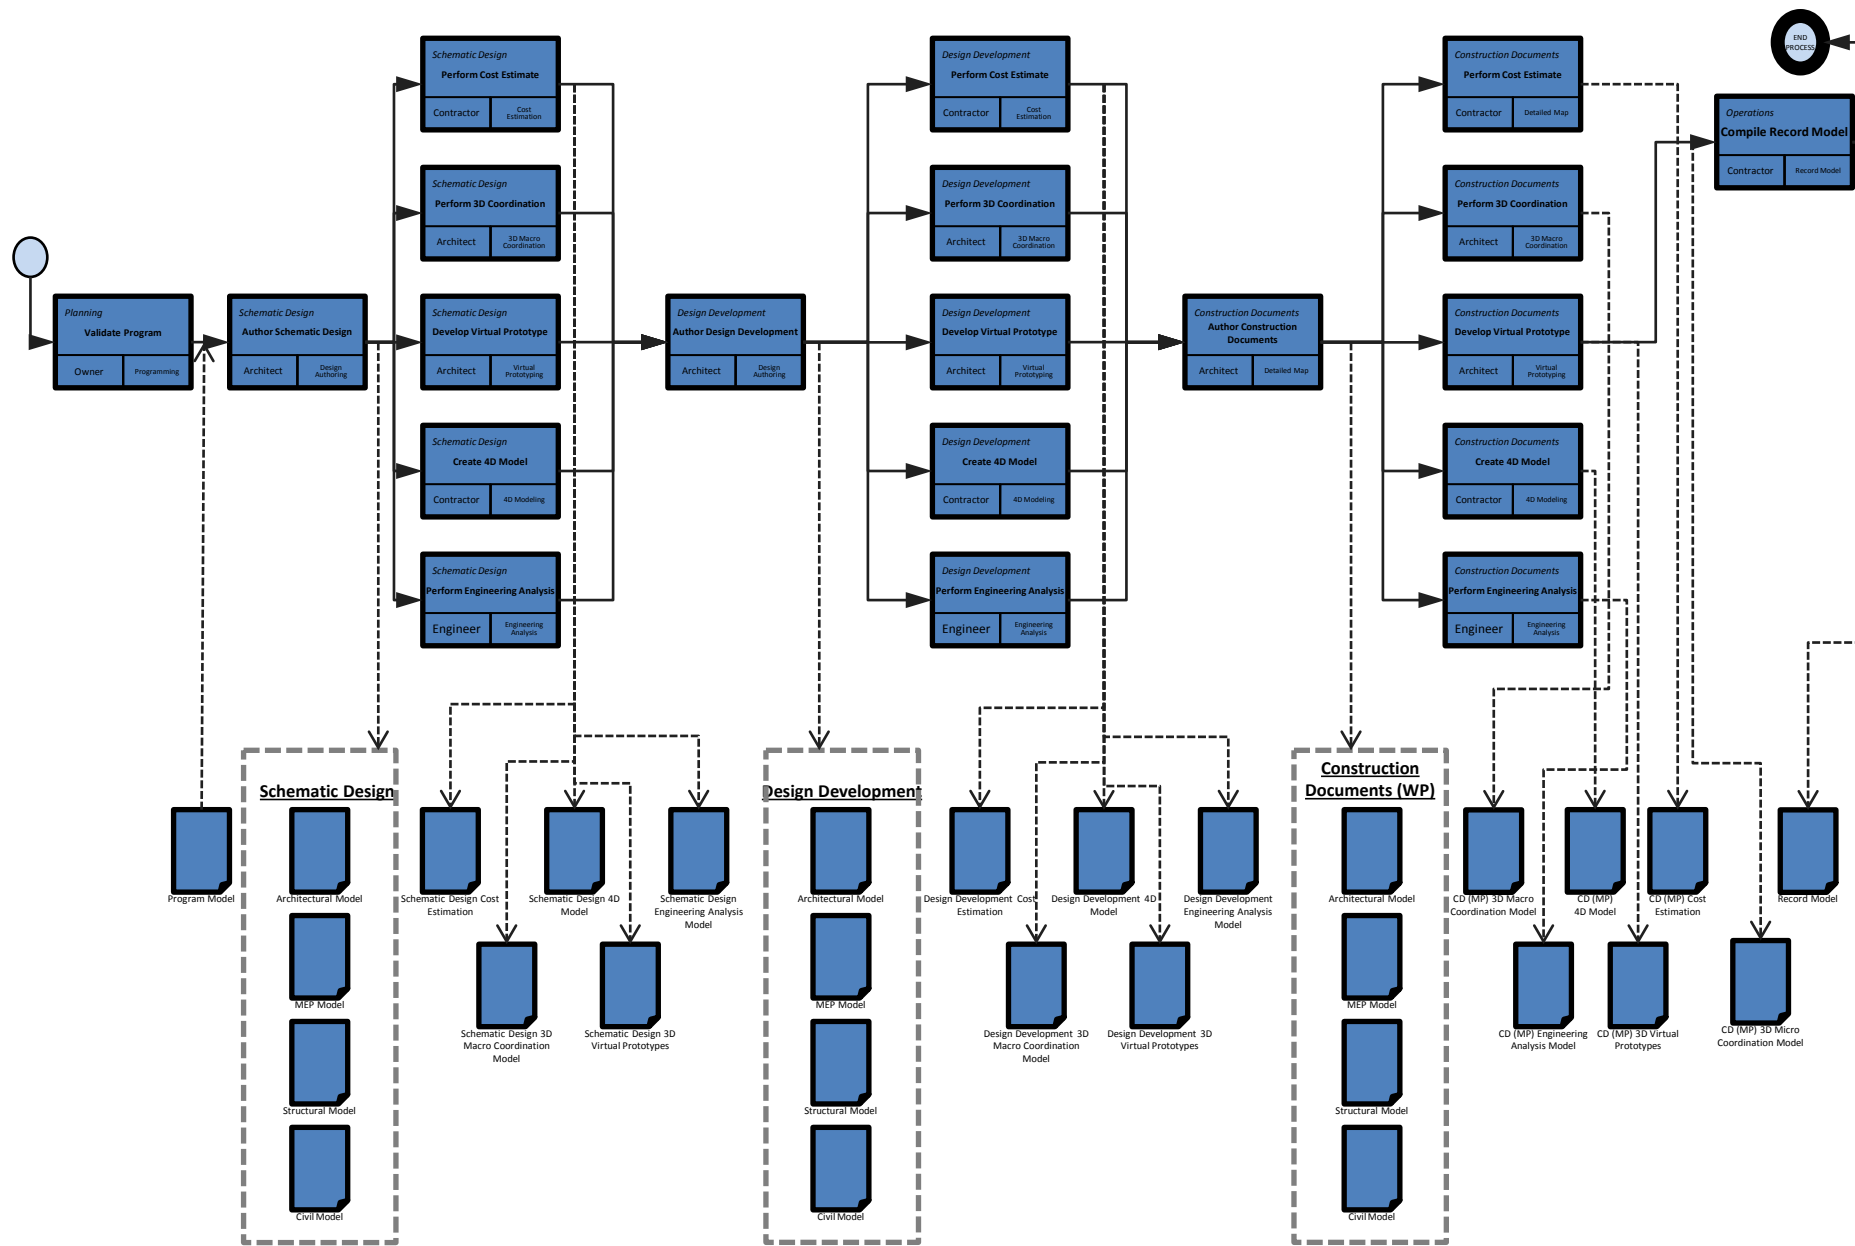 END
PROCESS
Schematic Design
Perform Cost Estimate
Contractor
Cost
Estimation
Design Development
Perform Cost Estimate
Contractor
Cost
Estimation
Construction Documents
Perform Cost Estimate
Contractor
Detailed Map
Operations
Compile Record Model
Contractor
Record Model
Schematic Design
Perform 3D Coordination
Architect
3D Macro
Coordination
Design Development
Perform 3D Coordination
Architect
3D Macro
Coordination
Construction Documents
Perform 3D Coordination
Architect
3D Macro
Coordination
Planning
Validate Program
Owner
Programming
Schematic Design
Author Schematic Design
Architect
Design
Authoring
Schematic Design
Develop Virtual Prototype
Architect
Virtual
Prototyping
Design Development
Author Design Development
Architect
Design
Authoring
Design Development
Develop Virtual Prototype
Architect
Virtual
Prototyping
Construction Documents
Author Construction
Documents
Architect
Detailed Map
Construction Documents
Develop Virtual Prototype
Architect
Virtual
Prototyping
Schematic Design
Create 4D Model
Contractor
4D Modeling
Design Development
Create 4D Model
Contractor
4D Modeling
Construction Documents
Create 4D Model
Contractor
4D Modeling
Schematic Design
Perform Engineering Analysis
Engineer
Engineering
Analysis
Design Development
Perform Engineering Analysis
Engineer
Engineering
Analysis
Construction Documents
Perform Engineering Analysis
Engineer
Engineering
Analysis
Program Model
Schematic Design
Architectural Model
MEP Model
Structural Model
Civil Model
Schematic Design Cost
Estimation
Schematic Design 4D
Model
Schematic Design
Engineering Analysis
Model
Schematic Design 3D
Macro Coordination
Model
Schematic Design 3D
Virtual Prototypes
Design Development
Architectural Model
MEP Model
Structural Model
Civil Model
Design Development Cost
Estimation
Design Development 4D
Model
Design Development
Engineering Analysis
Model
Design Development 3D
Macro Coordination
Model
Design Development 3D
Virtual Prototypes
Construction
Documents (WP)
Architectural Model
MEP Model
Structural Model
Civil Model
CD (MP) 3D Macro
Coordination Model
CD (MP)
4D Model
CD (MP) Cost
Estimation
Record Model
CD (MP) Engineering
Analysis Model
CD (MP) 3D Virtual
Prototypes
CD (MP) 3D Micro
Coordination Model